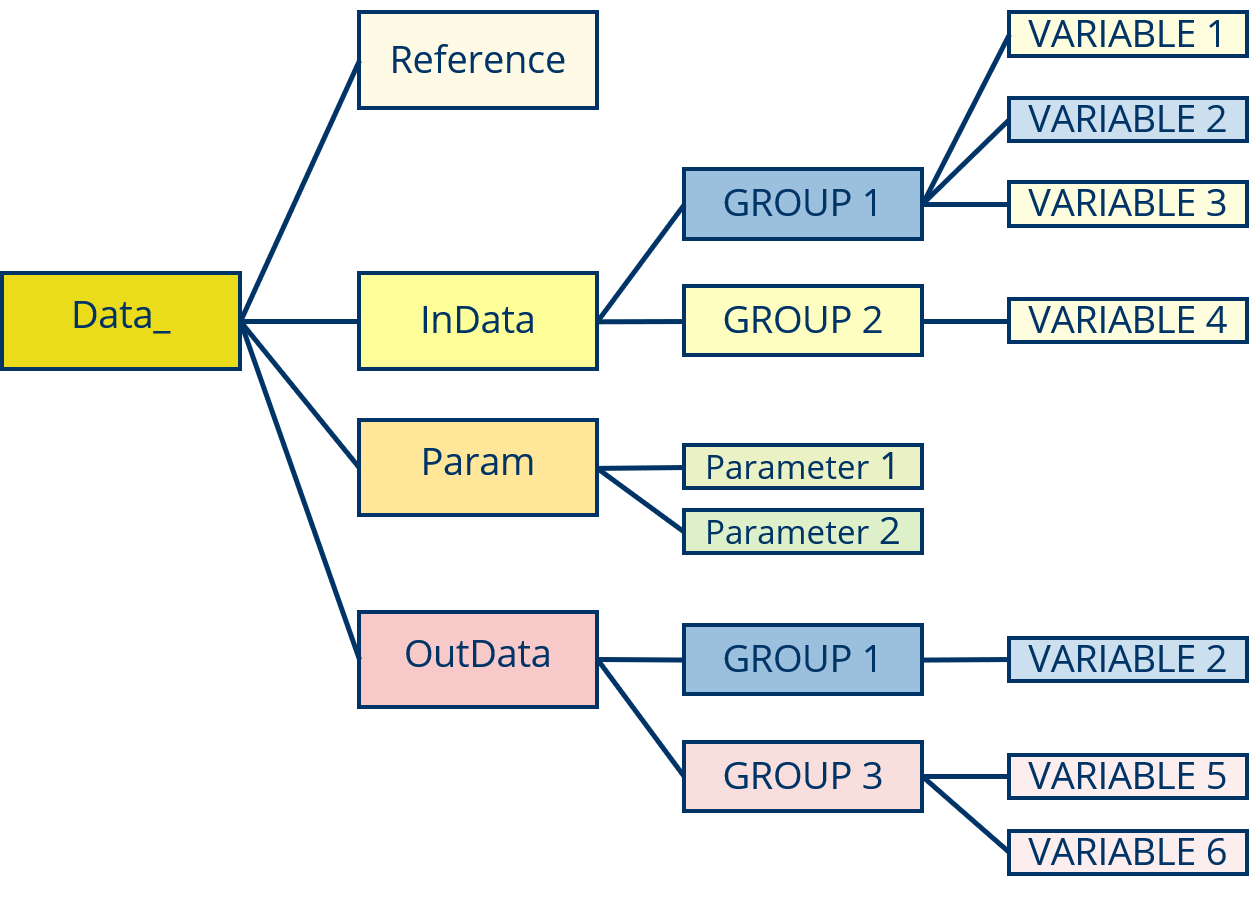 Data_
Reference
InData
GROUP 1
VARIABLE 1
VARIABLE 2
VARIABLE 3
GROUP 2
VARIABLE 4
Param
Parameter 1
Parameter 2
OutData
GROUP 1
VARIABLE 2
GROUP 3
VARIABLE 5
VARIABLE 6